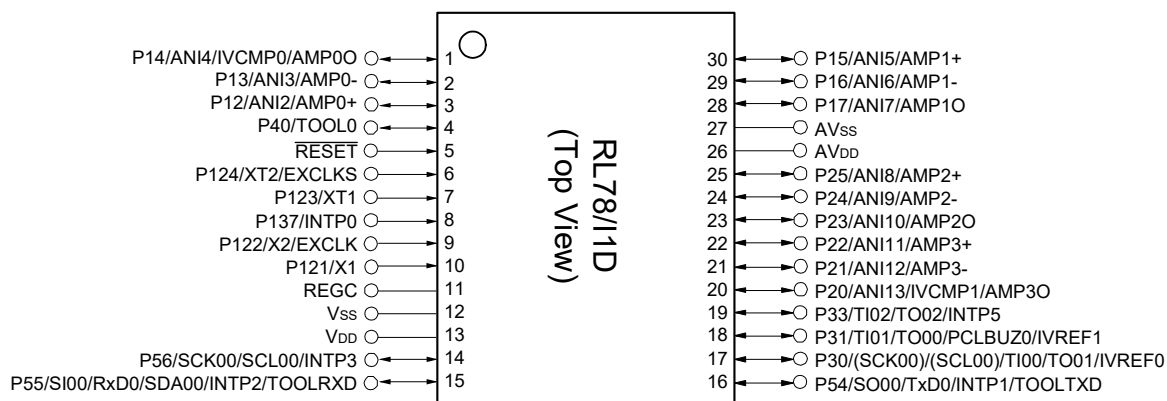 P14/ANI4/IVCMP0/AMP0O 1
P13/ANI3/AMP0- 2
P12/ANI2/AMP0+ 3
P40/TOOL0 4
RESET 5
P124/XT2/EXCLKS 6
P123/XT1 7
P137/INTP0 8
P122/X2/EXCLK 9
P121/X1 10
REGC 11
VSS 12
VDD 13
P56/SCK00/SCL00/INTP3 14
P55/SI00/RxD0/SDA00/INTP2/TOOLRXD 15
RL78/I1D
(Top View)
30 P15/ANI5/AMP1+
29 P16/ANI6/AMP1-
28 P17/ANI7/AMP1O
27 AVSS
26 AVDD
25 P25/ANI8/AMP2+
24 P24/ANI9/AMP2-
23 P23/ANI10/AMP2O
22 P22/ANI11/AMP3+
21 P21/ANI12/AMP3-
20 P20/ANI13/IVCMP1/AMP3O
19 P33/TI02/TO02/INTP5
18 P31/TI01/TO00/PCLBUZ0/IVREF1
17 P30/(SCK00)/(SCL00)/TI00/TO01/IVREF0
16 P54/SO00/TxD0/INTP1/TOOLTXD